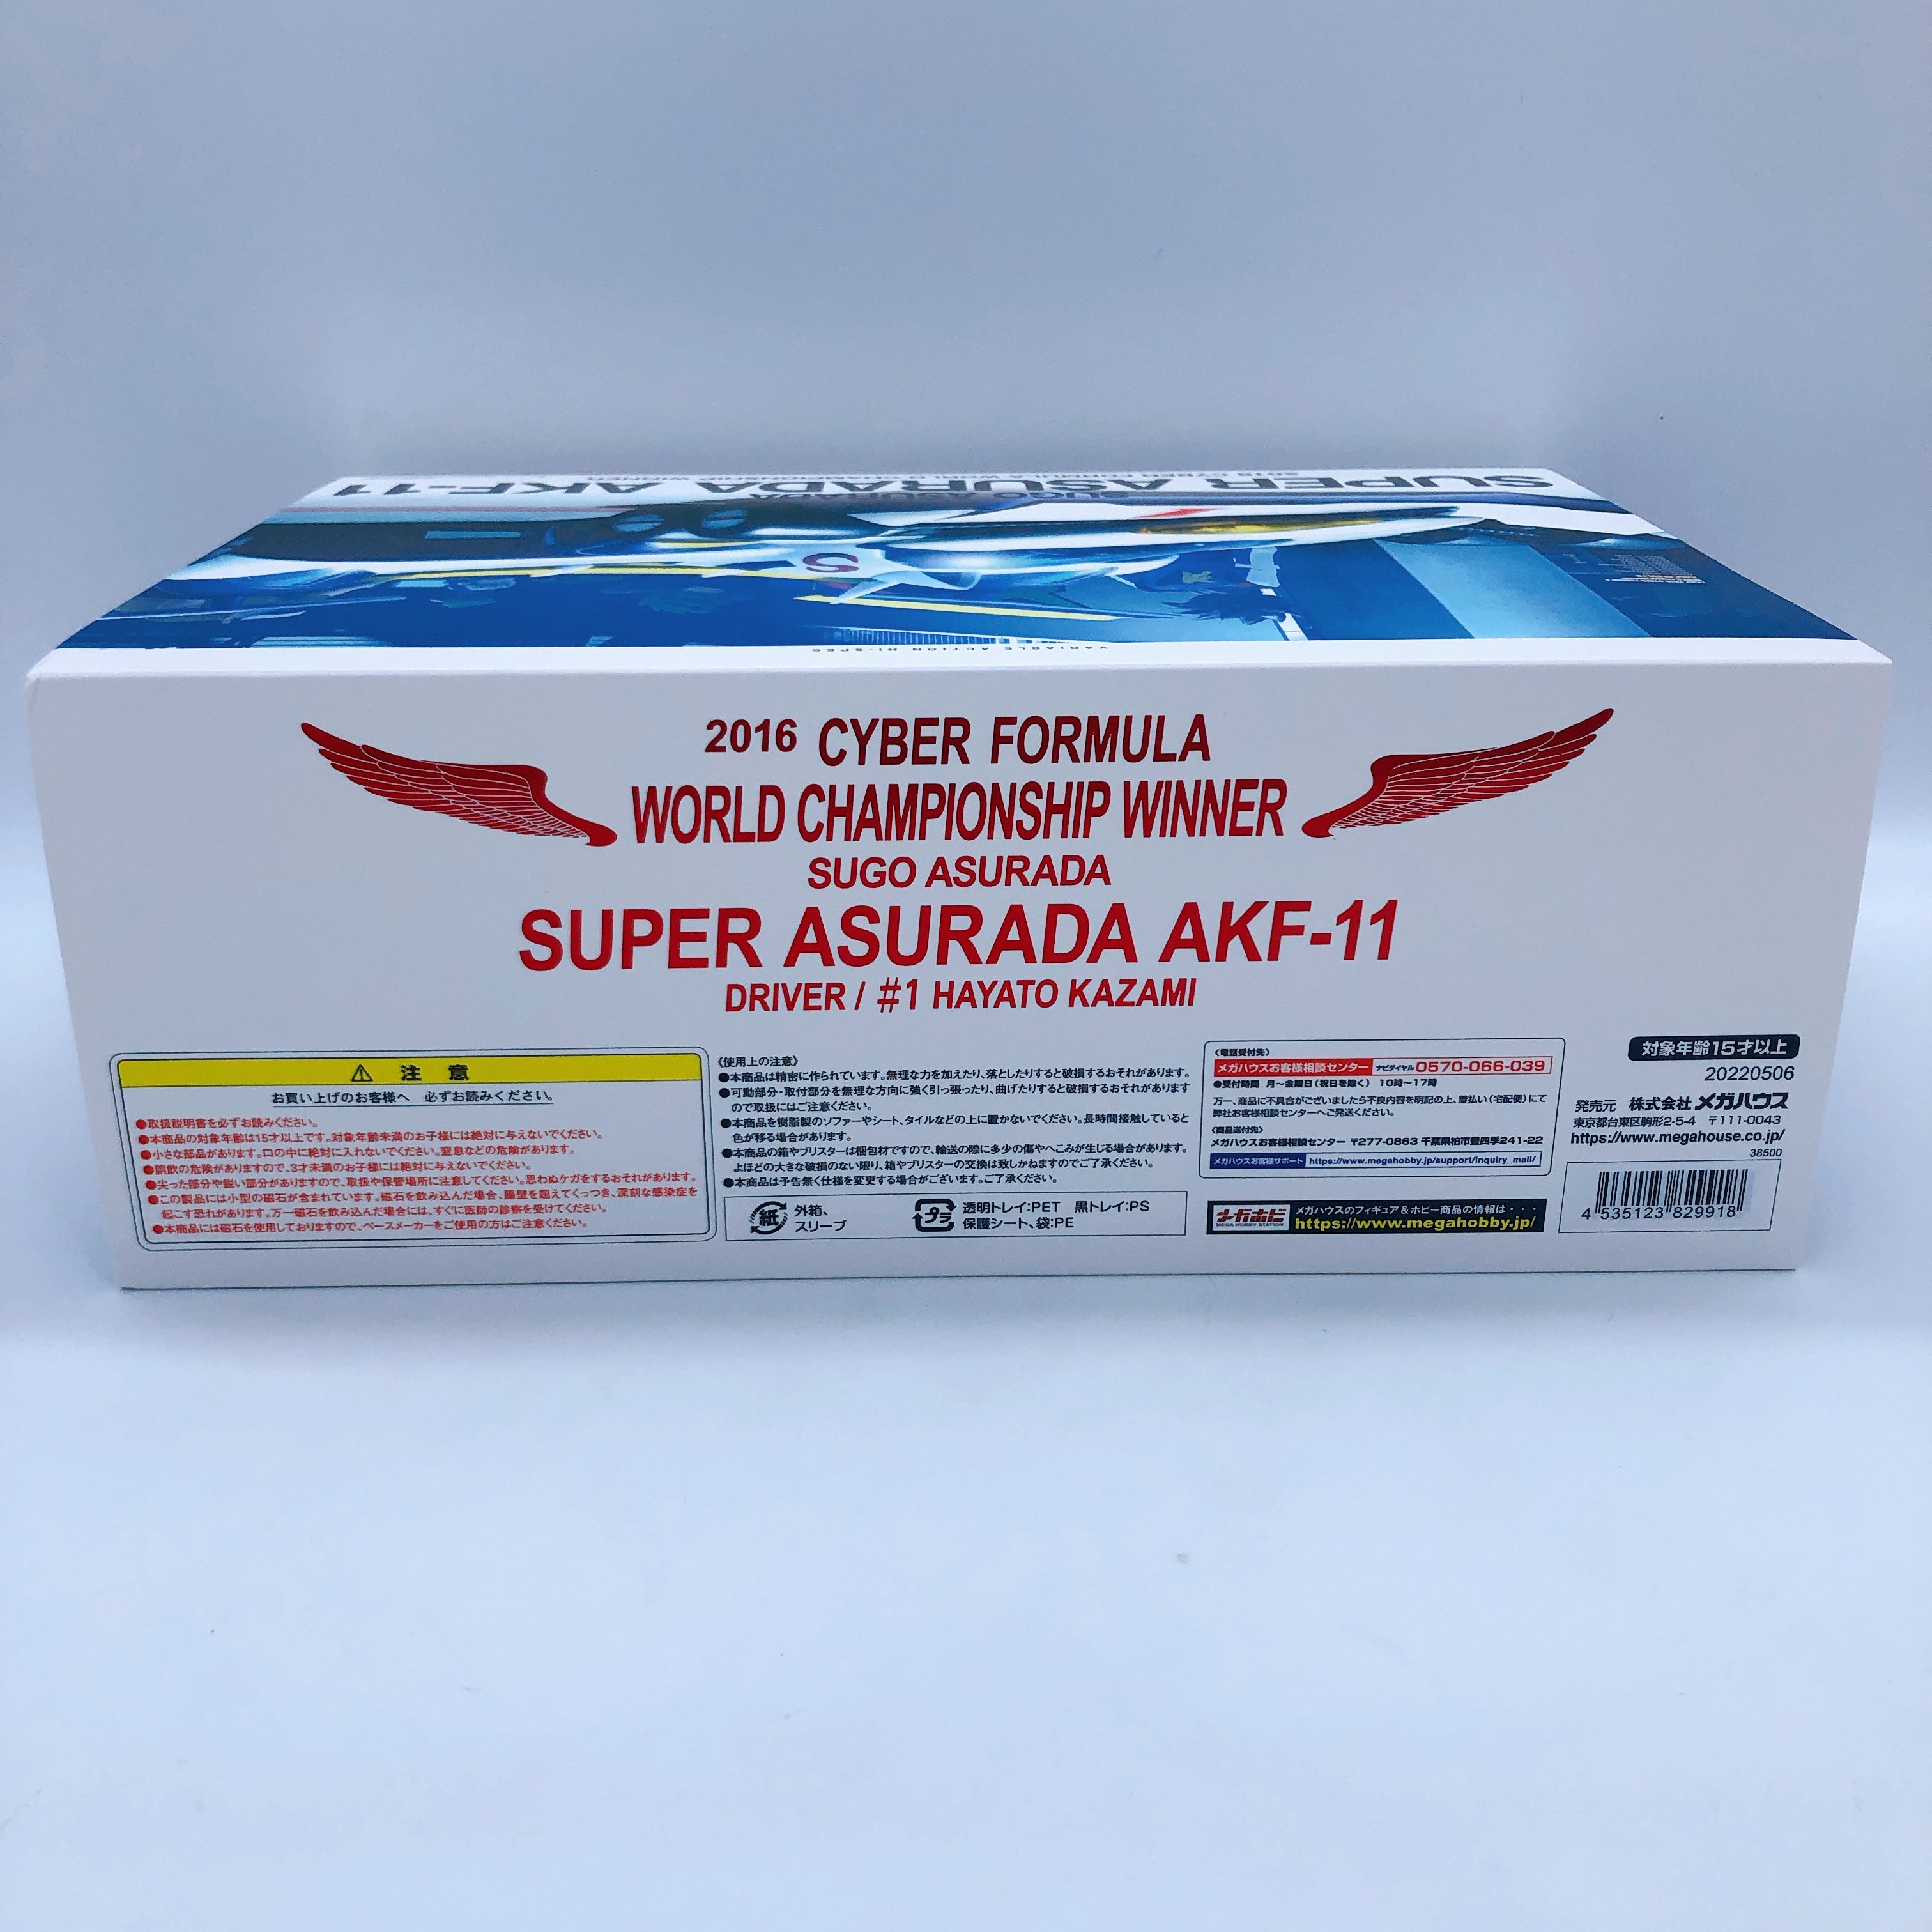 SUPER ASURADA AKF-11
SUGO ASURADA
VARIABLE ACTION HI-SPEC
2016 CYBER FORMULA
WORLD CHAMPIONSHIP WINNER
SUGO ASURADA
SUPER ASURADA AKF-11
DRIVER / #1 HAYATO KAZAMI
注意
お買い上げのお客様へ 必ずお読みください。
●取扱説明書を必ずお読みください。
●本商品の対象年齢は15才以上です。対象年齢未満のお子様には絶対に与えないでください。
●小さな部品があります。口の中に絶対に入れないでください。窒息などの危険があります。
●誤飲の危険がありますので、3才未満のお子様には絶対に与えないでください。
●尖った部分や鋭い部分がありますので、取扱や保管場所に注意してください。思わぬケガをするおそれがあります。
●この製品には小型の磁石が含まれています。磁石を飲み込んだ場合、腸壁を超えてくっつき、深刻な感染症を
起こす恐れがあります。万一磁石を飲み込んだ場合には、すぐに医師の診察を受けてください。
●本商品には磁石を使用しておりますので、ペースメーカーをご使用の方はご注意ください。
《使用上の注意》
●本商品は精密に作られています。無理な力を加えたり、落としたりすると破損するおそれがあります。
●可動部分・取付部分を無理な方向に強く引っ張ったり、曲げたりすると破損するおそれがあります
ので取扱にはご注意ください。
●本商品を樹脂製のソファーやシート、タイルなどの上に置かないでください。長時間接触していると
色が移る場合があります。
●本商品の箱やブリスターは梱包材ですので、輸送の際に多少の傷やへこみが生じる場合があります。
よほどの大きな破損のない限り、箱やブリスターの交換は致しかねますのでご了承ください。
●本商品は予告無く仕様を変更する場合がございます。ご了承ください。
紙 外箱、
スリーブ
プラ 透明トレイ:PET 黒トレイ:PS
保護シート、袋:PE
〈電話受付先〉
メガハウスお客様相談センター ナビダイヤル 0570-066-039
●受付時間 月～金曜日(祝日を除く) 10時～17時
万一、商品に不具合がございましたら不良内容を明記の上、着払い(宅配便)にて
弊社お客様相談センターへご発送ください。
〈商品送付先〉
メガハウスお客様相談センター 〒277-0863 千葉県柏市豊四季241-22
メガハウスお客様サポート https://www.megahobby.jp/support/inquiry_mail/
メガホビ MEGA HOBBY STATION
メガハウスのフィギュア&ホビー商品の情報は・・・
https://www.megahobby.jp/
対象年齢15才以上
20220506
発売元 株式会社 メガハウス
東京都台東区駒形2-5-4 〒111-0043
https://www.megahouse.co.jp/
38500
4 535123 829918